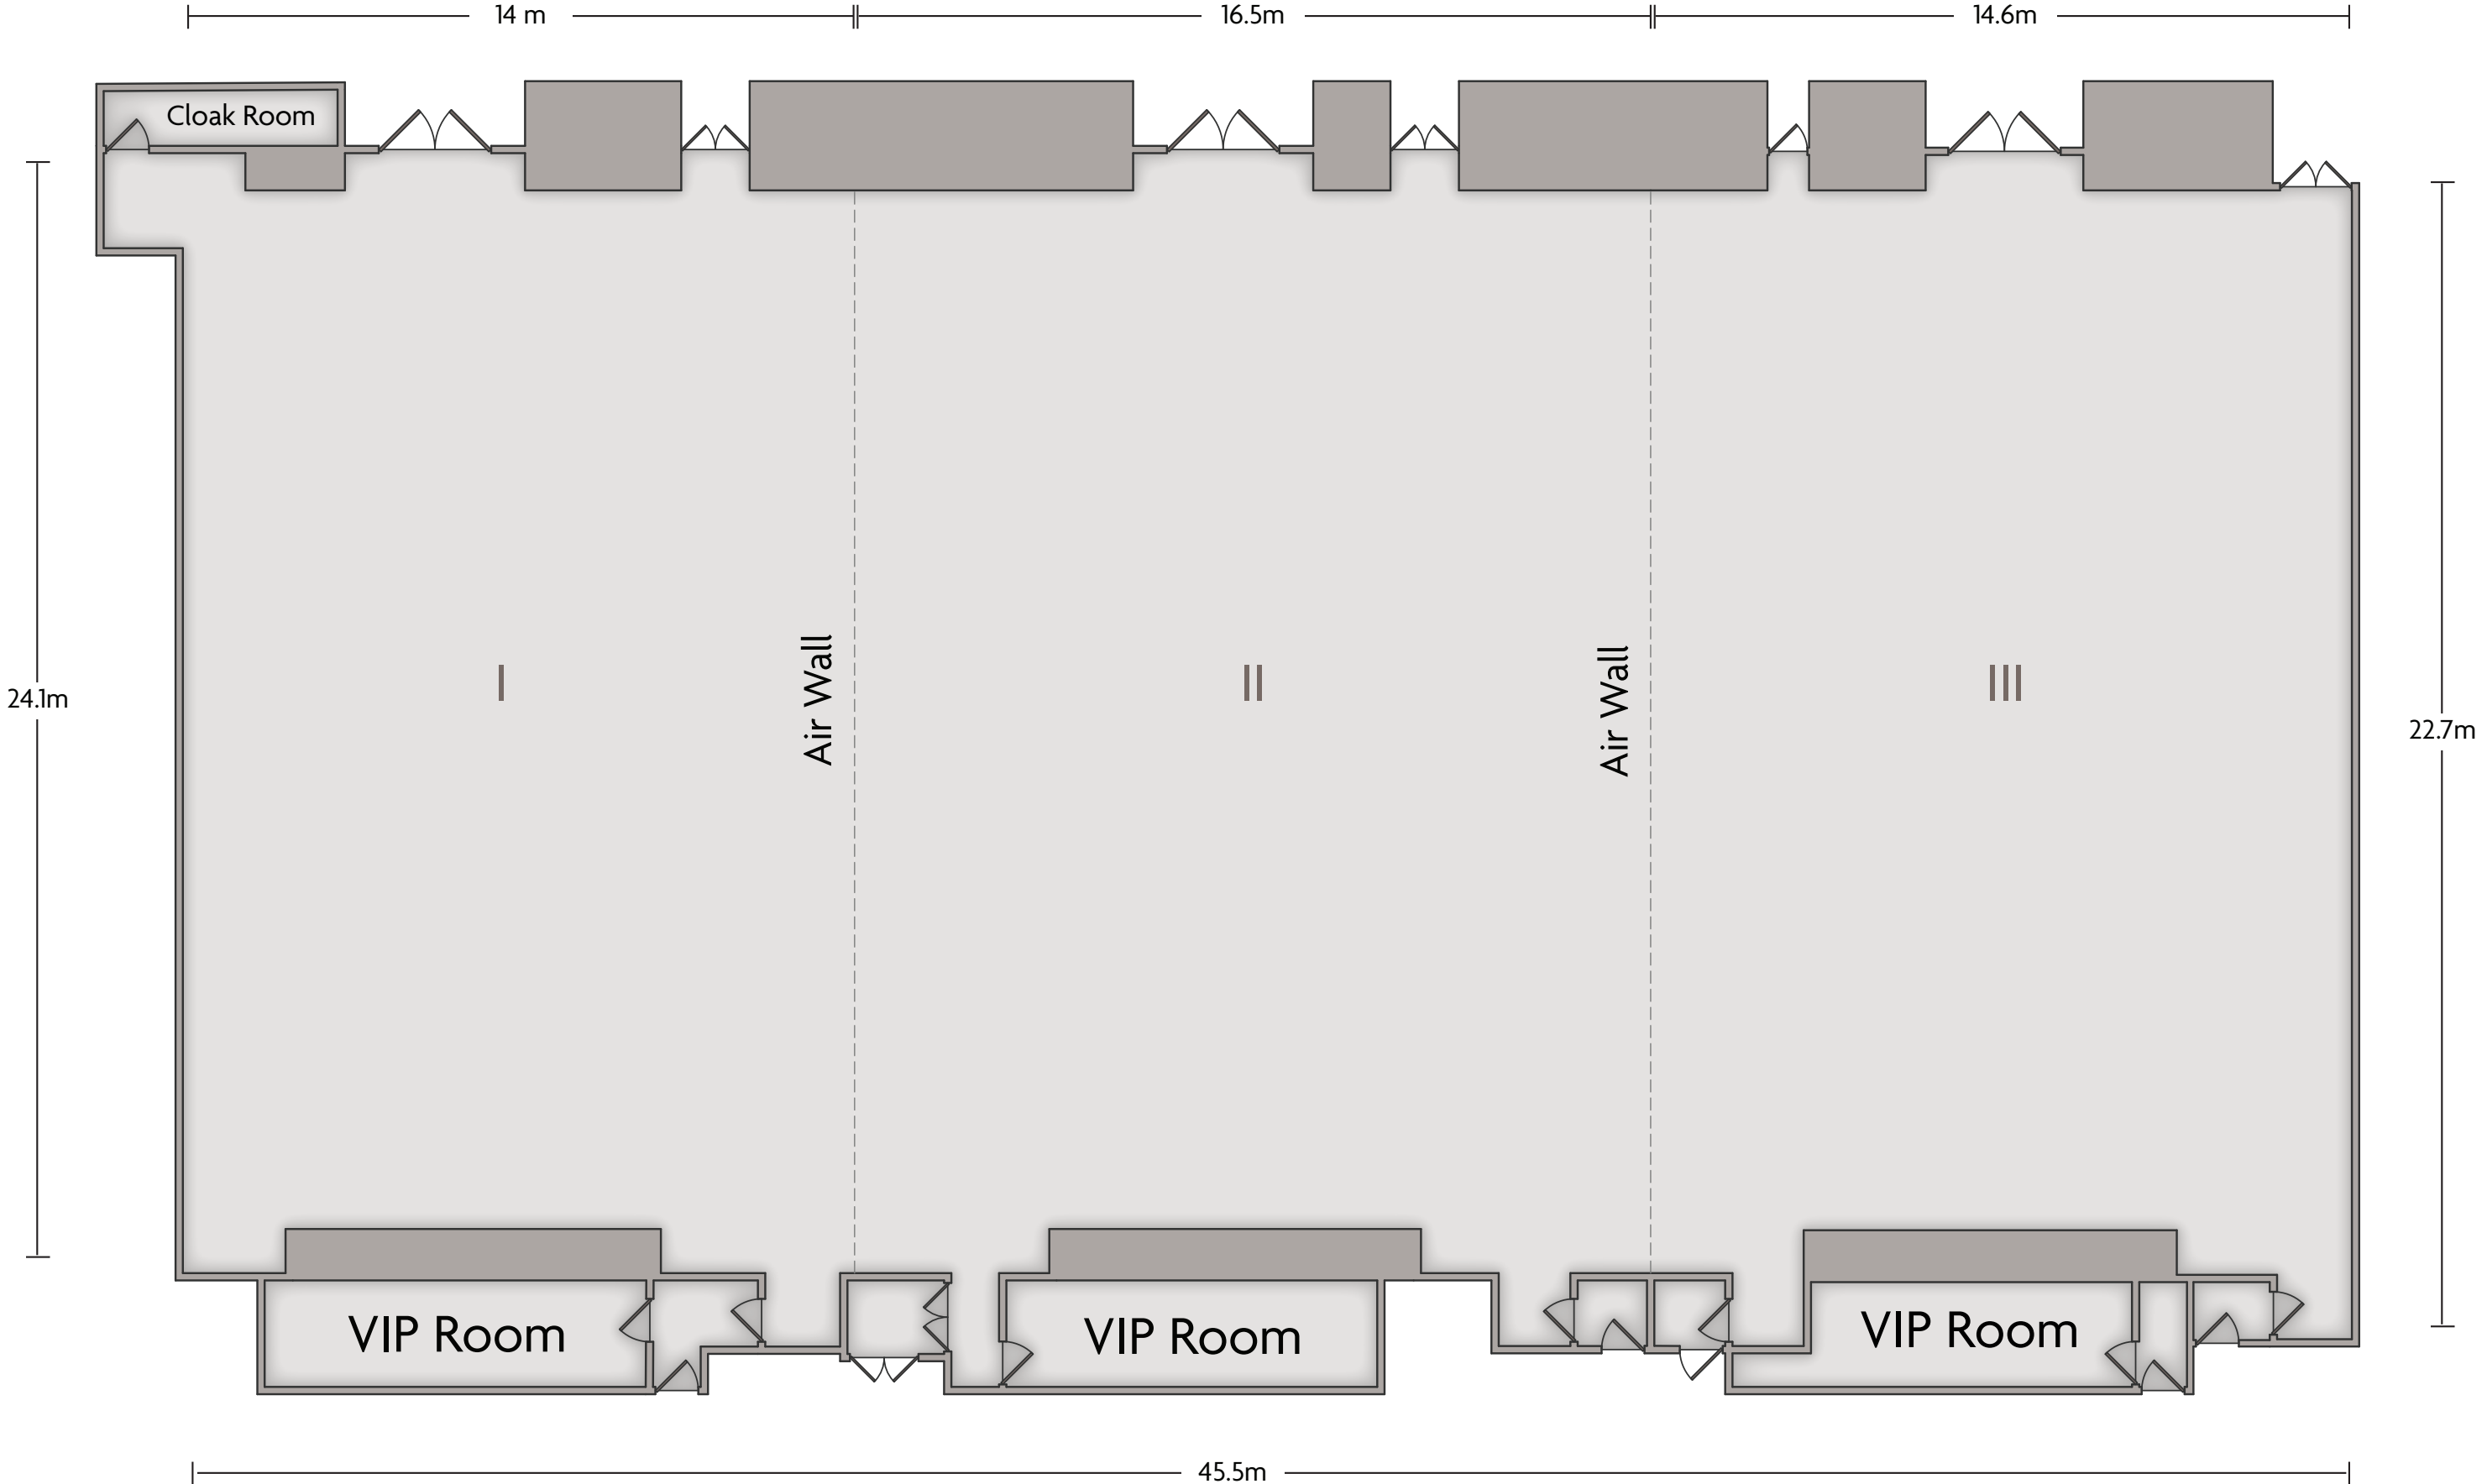 14 m
16.5m
14.6m
Cloak Room
24.1m
I
Air Wall
II
Air Wall
III
22.7m
VIP Room
VIP Room
VIP Room
45.5m